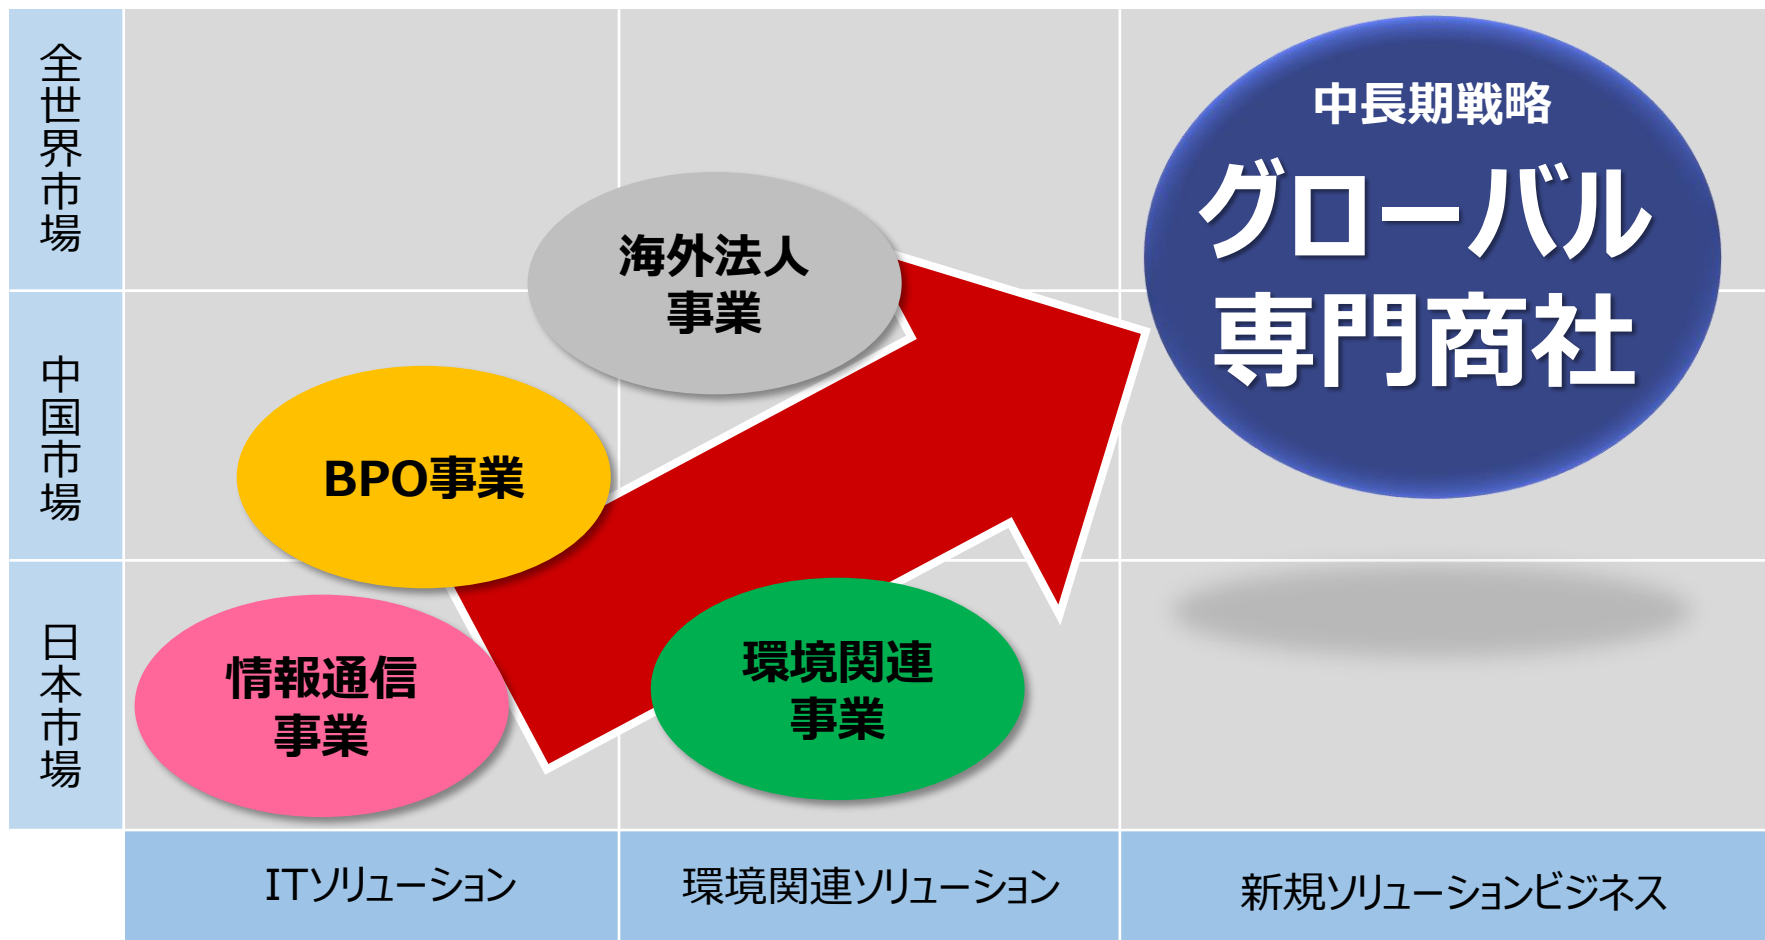 全世界市場
中長期戦略
グローバル
専門商社
海外法人
事業
中国市場
BPO事業
日本市場
情報通信
事業
環境関連
事業
ITソリューション
環境関連ソリューション
新規ソリューションビジネス